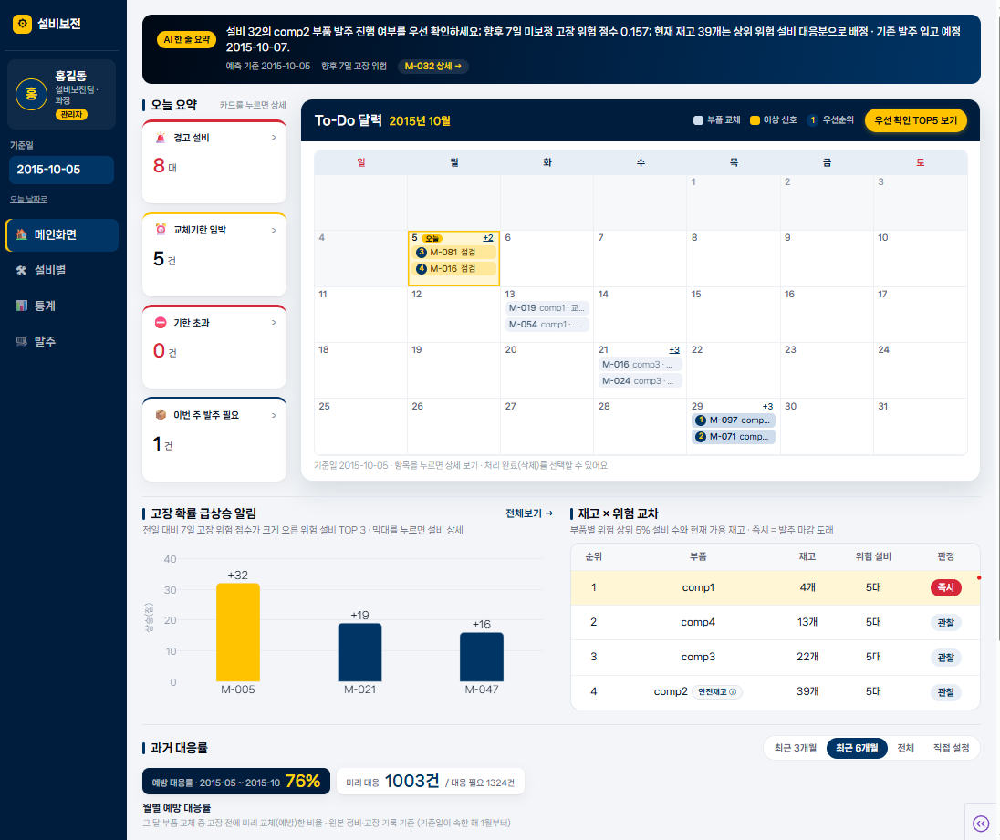 설비보전
홍
홍길동
설비보전팀 ·
과장
관리자
기준일
2015-10-05
오늘 날짜로
메인화면
설비별
통계
발주
AI 한 줄 요약
설비 32의 comp2 부품 발주 진행 여부를 우선 확인하세요; 향후 7일 미보정 고장 위험 점수 0.157; 현재 재고 39개는 상위 위험 설비 대응분으로 배정 · 기존 발주 입고 예정
2015-10-07.
예측 기준 2015-10-05 향후 7일 고장 위험 M-032 상세 →
오늘 요약 카드를 누르면 상세
경고 설비 >
8 대
교체기한 임박 >
5 건
기한 초과 >
0 건
이번 주 발주 필요 >
1 건
To-Do 달력 2015년 10월
부품 교체 이상 신호 1 우선순위 우선 확인 TOP5 보기
일 월 화 수 목 금 토
1 2 3
4 5 오늘 +2 6 7 8 9 10
3 M-081 점검
4 M-016 점검
11 12 13 14 15 16 17
M-019 comp1 · 교...
M-054 comp1 · ...
18 19 20 21 +3 22 23 24
M-016 comp3 · ...
M-024 comp3 · ...
25 26 27 28 29 +3 30 31
1 M-097 comp...
2 M-071 comp...
기준일 2015-10-05 · 항목을 누르면 상세 보기 · 처리 완료(삭제)를 선택할 수 있어요
고장 확률 급상승 알림 전체보기 →
전일 대비 7일 고장 위험 점수가 크게 오른 위험 설비 TOP 3 · 막대를 누르면 설비 상세
상승(점)
40
30
20
10
0
+32
+19
+16
M-005 M-021 M-047
재고 × 위험 교차
부품별 위험 상위 5% 설비 수와 현재 가용 재고 · 즉시 = 발주 마감 도래
순위 부품 재고 위험 설비 판정
1 comp1 4개 5대 즉시
2 comp4 13개 5대 관찰
3 comp3 22개 5대 관찰
4 comp2 안전재고 ⓘ 39개 5대 관찰
과거 대응률
최근 3개월 최근 6개월 전체 직접 설정
예방 대응률 · 2015-05 ~ 2015-10 76%
미리 대응 1003건 / 대응 필요 1324건
월별 예방 대응률
그 달 부품 교체 중 고장 전에 미리 교체(예방)한 비율 · 원본 정비·고장 기록 기준 (기준일이 속한 해 1월부터)